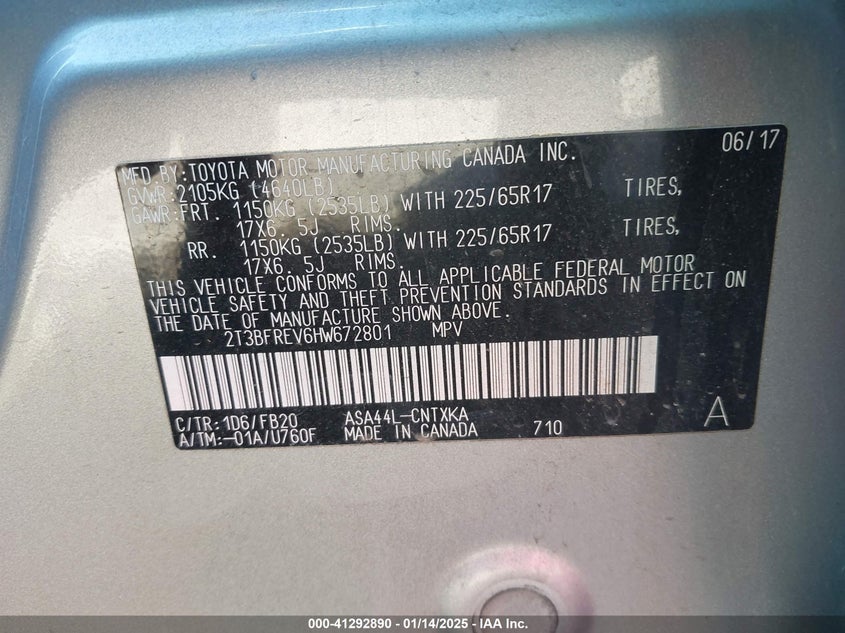 MFD BY:TOYOTA MOTOR MANUFACTURING CANADA INC. 06/17
GVWR:2105KG (4640LB)
GAWR:FRT. 1150KG (2535LB) WITH 225/65R17 TIRES,
17X6. 5J RIMS.
RR. 1150KG (2535LB) WITH 225/65R17 TIRES,
17X6. 5J RIMS.
THIS VEHICLE CONFORMS TO ALL APPLICABLE FEDERAL MOTOR
VEHICLE SAFETY AND THEFT PREVENTION STANDARDS IN EFFECT ON
THE DATE OF MANUFACTURE SHOWN ABOVE.
2T3BFREV6HW672801 MPV
C/TR:1D6/FB20 ASA44L-CNTXKA A
A/TM:-01A/U760F MADE IN CANADA 710
000-41292890 - 01/14/2025 - IAA Inc.